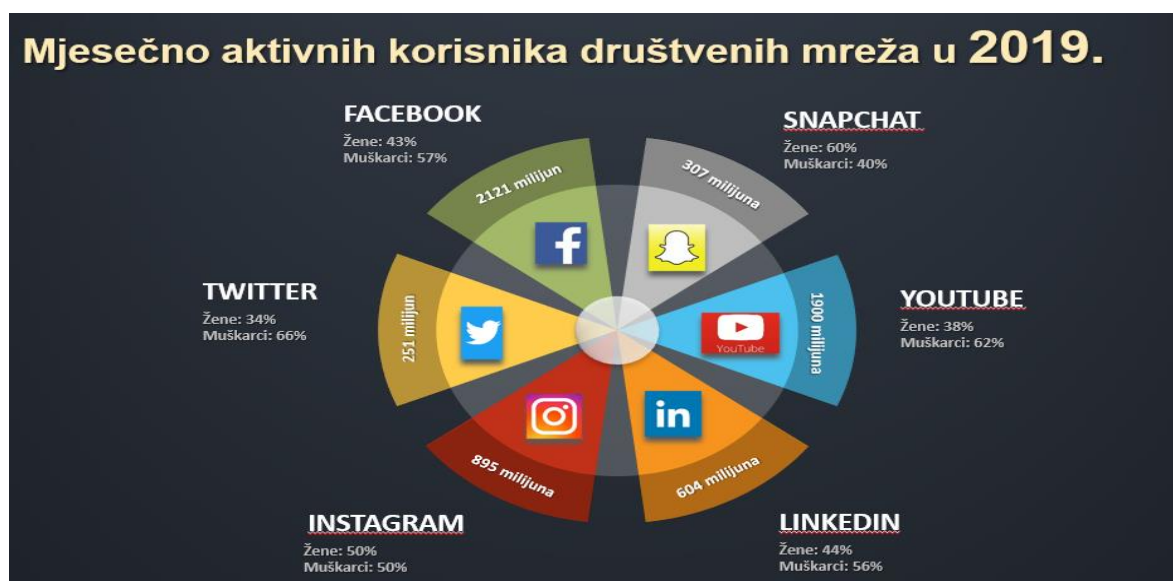 Mjesečno aktivnih korisnika društvenih mreža u 2019.
FACEBOOK
Žene: 43%
Muškarci: 57%
2121 milijun
SNAPCHAT
Žene: 60%
Muškarci: 40%
307 milijuna
TWITTER
Žene: 34%
Muškarci: 66%
251 milijun
YOUTUBE
Žene: 38%
Muškarci: 62%
1900 milijuna
YouTube
INSTAGRAM
Žene: 50%
Muškarci: 50%
895 milijuna
LINKEDIN
Žene: 44%
Muškarci: 56%
604 milijuna
in